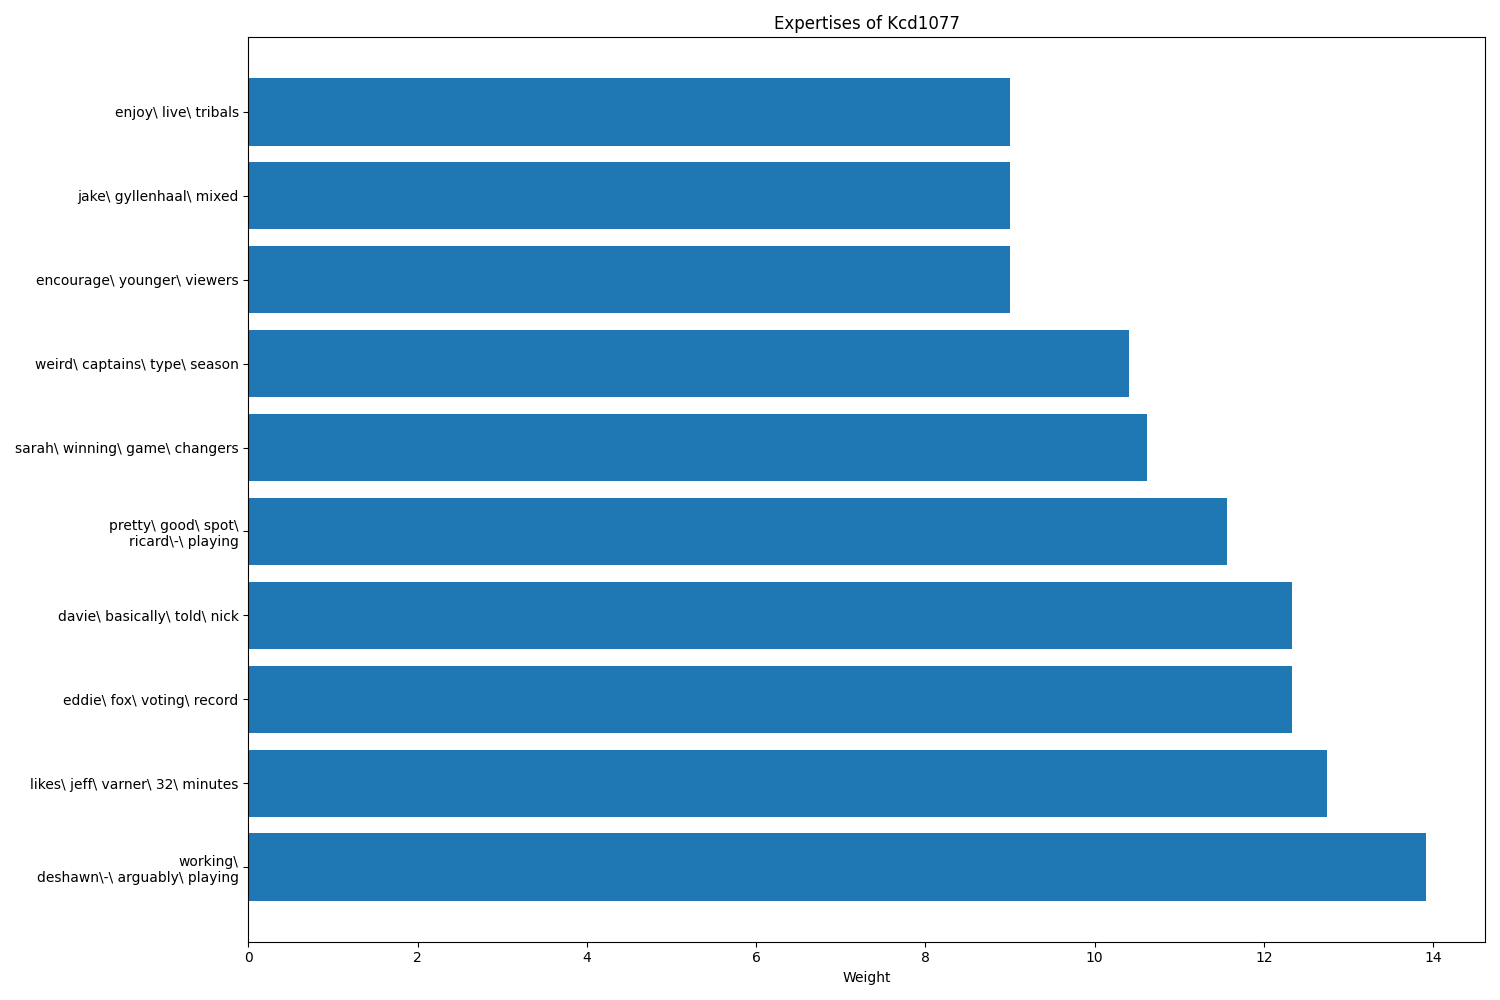 Expertises of Kcd1077
enjoy\ live\ tribals
jake\ gyllenhaal\ mixed
encourage\ younger\ viewers
weird\ captains\ type\ season
sarah\ winning\ game\ changers
pretty\ good\ spot\
ricard\-\ playing
davie\ basically\ told\ nick
eddie\ fox\ voting\ record
likes\ jeff\ varner\ 32\ minutes
working\
deshawn\-\ arguably\ playing
0 2 4 6 8 10 12 14
Weight